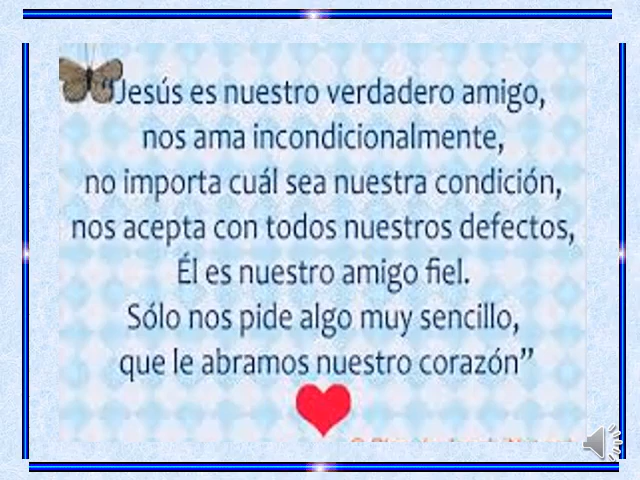 “Jesús es nuestro verdadero amigo,
nos ama incondicionalmente,
no importa cuál sea nuestra condición,
nos acepta con todos nuestros defectos,
Él es nuestro amigo fiel.
Sólo nos pide algo muy sencillo,
que le abramos nuestro corazón”